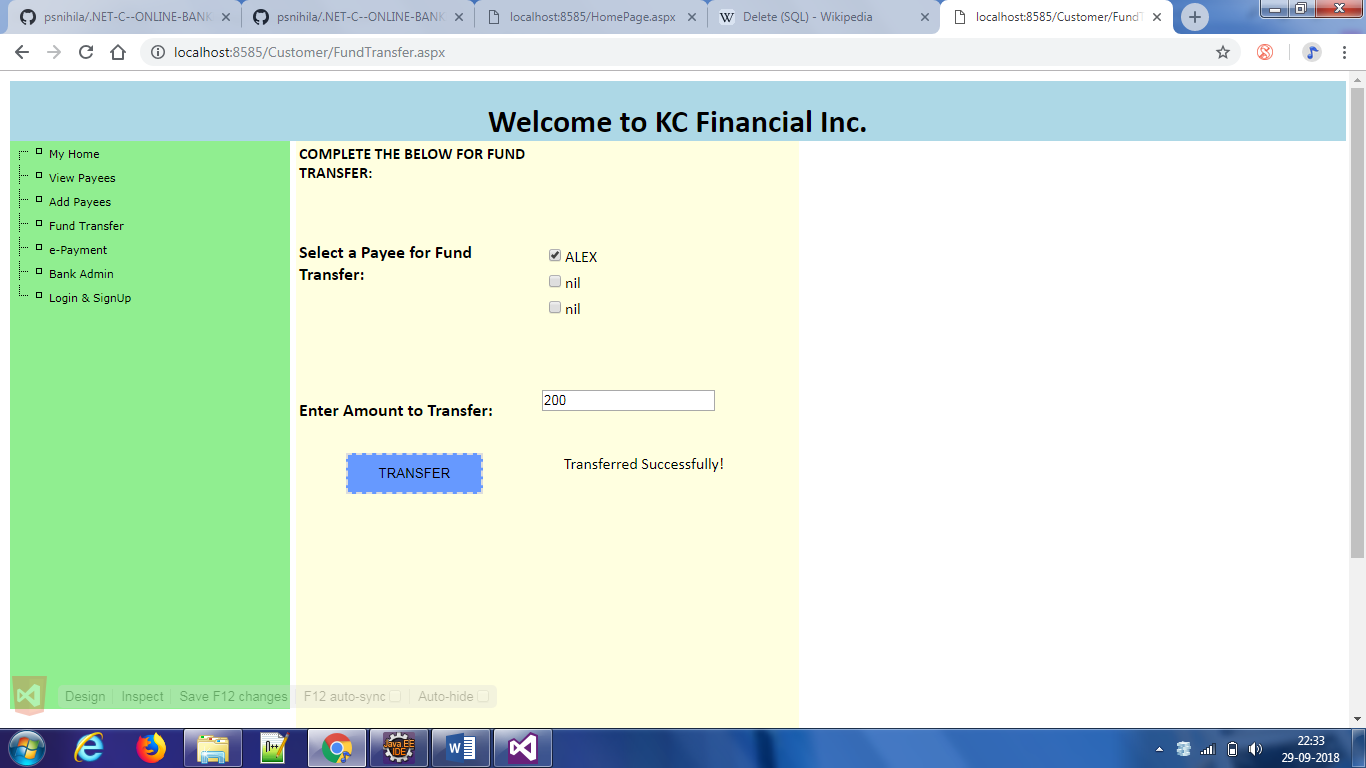 psnihila/.NET-C--ONLINE-BANK
psnihila/.NET-C--ONLINE-BANK
localhost:8585/HomePage.aspx
Delete (SQL) - Wikipedia
localhost:8585/Customer/FundT
localhost:8585/Customer/FundTransfer.aspx
Welcome to KC Financial Inc.
My Home
View Payees
Add Payees
Fund Transfer
e-Payment
Bank Admin
Login & SignUp
COMPLETE THE BELOW FOR FUND
TRANSFER:
Select a Payee for Fund
Transfer:
ALEX
nil
nil
Enter Amount to Transfer:
200
TRANSFER
Transferred Successfully!
Design
Inspect
Save F12 changes
F12 auto-sync
Auto-hide
Java EE
IDE
22:33
29-09-2018